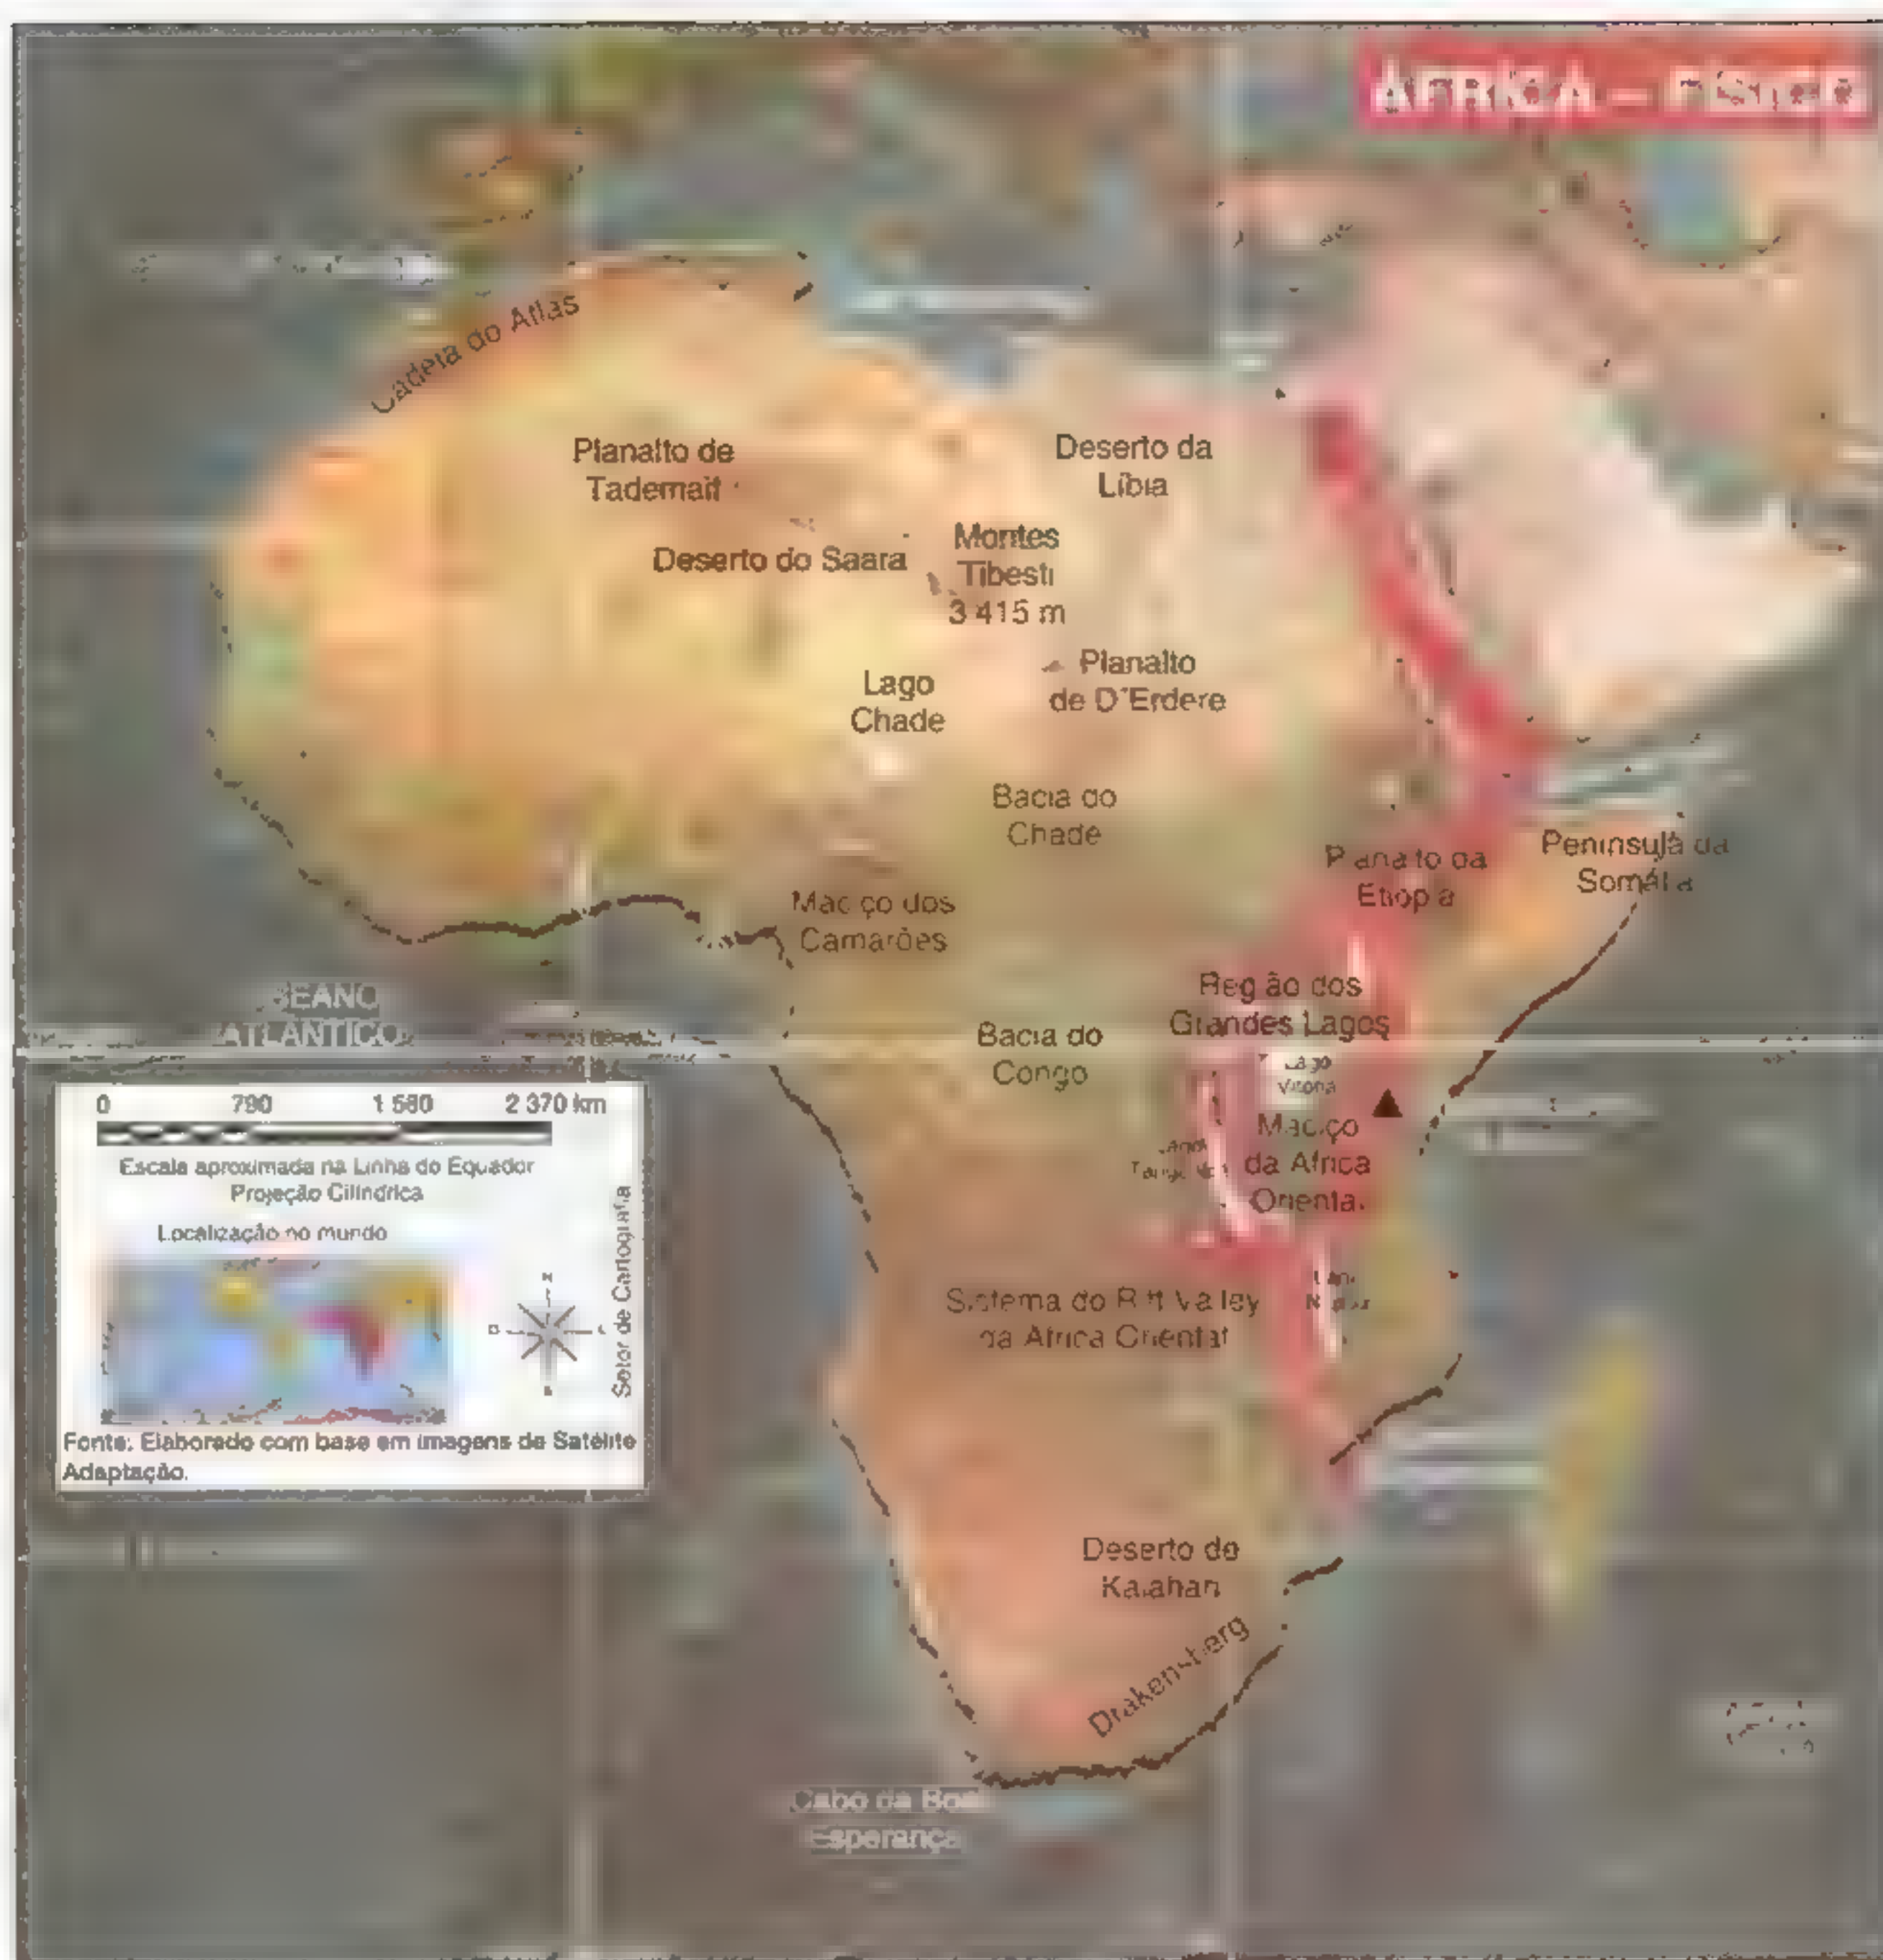 ÁFRICA – FÍSICO
Cadeia do Atlas
Planalto de
Tademait
Deserto da
Líbia
Deserto do Saara
Montes
Tibesti
3 415 m
Planalto
de D'Erdere
Lago
Chade
Bacia do
Chade
Planalto da
Etiópia
Península da
Somália
Maciço dos
Camarões
OCEANO
ATLÂNTICO
Região dos
Grandes Lagos
Bacia do
Congo
Lago
Vitória
Maciço
da África
Oriental
Sistema do Rift Valley
da África Oriental
Deserto do
Kalahari
Drakensberg
Cabo da Boa
Esperança
0 790 1 580 2 370 km
Escala aproximada na Linha do Equador
Projeção Cilíndrica
Localização no mundo
Setor de Cartografia
Fonte: Elaborado com base em imagens de Satélite
Adaptação.